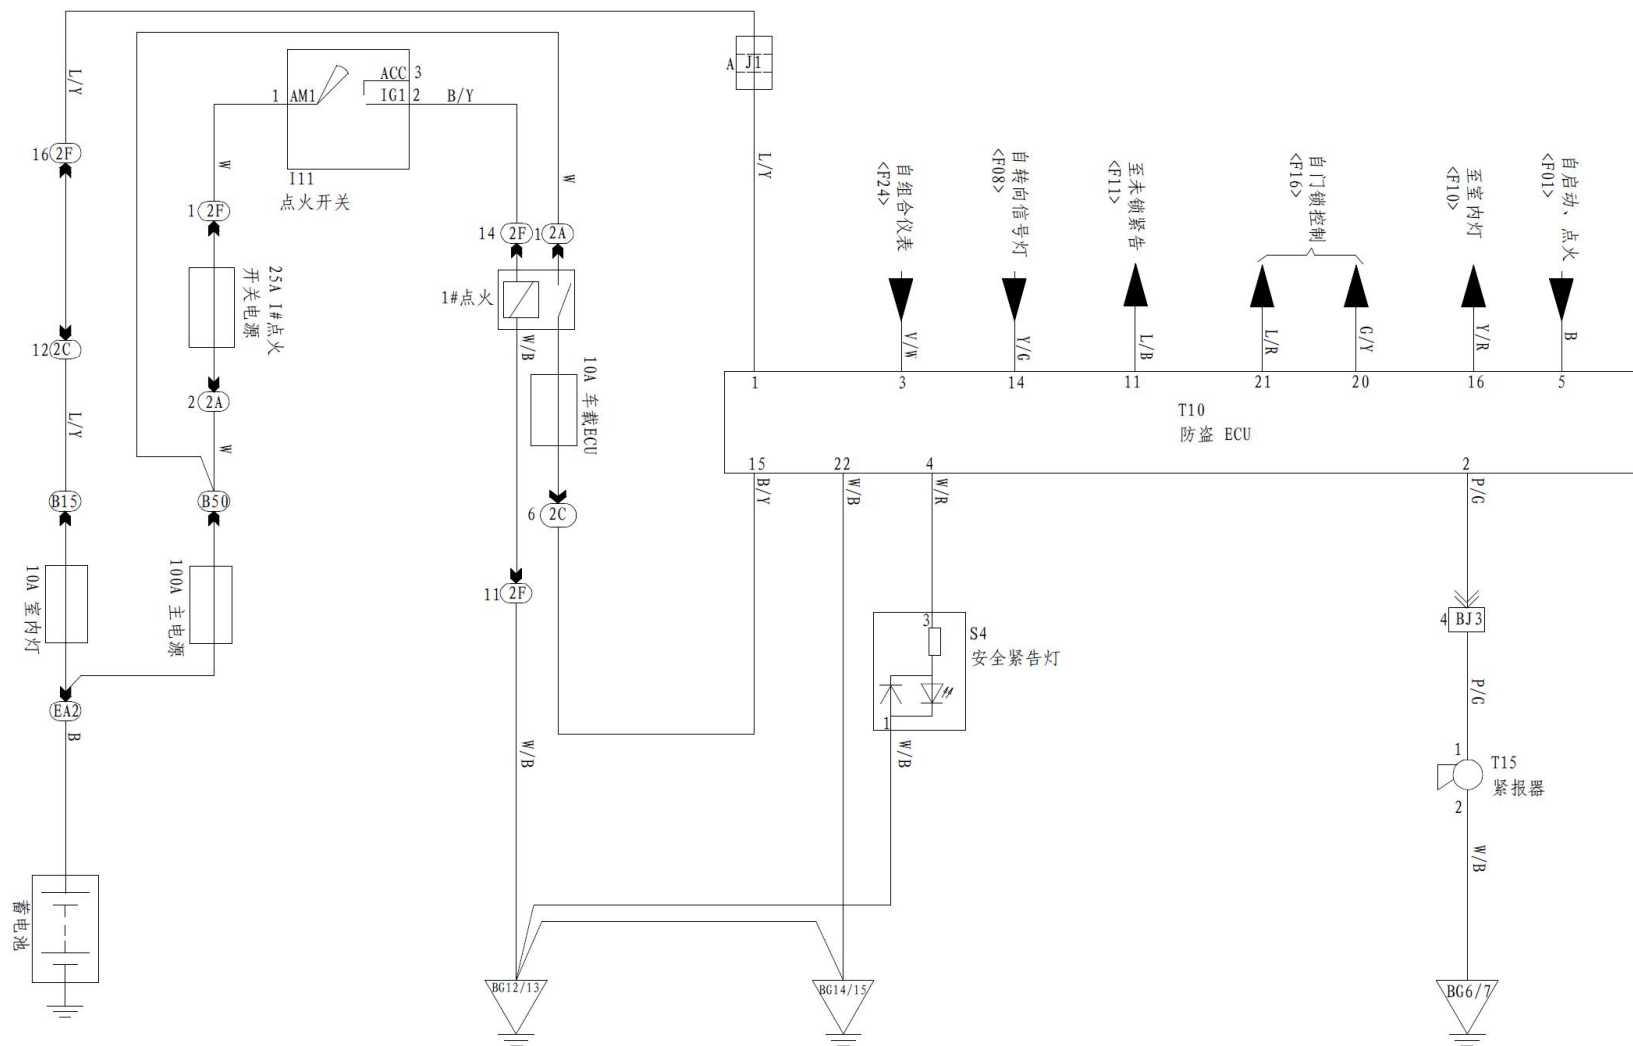 L/Y
16 2F
12 2C
L/Y
B15
10A 室内灯
EA2
B
蓄电池
1 AM1
ACC 3
IG1 2
B/Y
I11
点火开关
W
1 2F
25A I#点火
开关电源
2 2A
W
B50
100A 主电源
14 2F
W
1 2A
1#点火
W/B
10A 车载ECU
6 2C
11 2F
W/B
BG12/13
A J1
L/Y
自组合仪表
<F24>
V/W
自转向信号灯
<F08>
Y/G
至未锁紧告
<F11>
L/B
自门锁控制
<F16>
L/R
G/Y
至室内灯
<F10>
Y/R
自启动、点火
<F01>
B
1 3 14 11 21 20 16 5
T10
防盗 ECU
15 22 4 2
B/Y
W/B
W/R
P/G
3
S4
安全紧告灯
1
W/B
BG14/15
4 BJ3
P/G
1
T15
紧报器
2
W/B
BG6/7